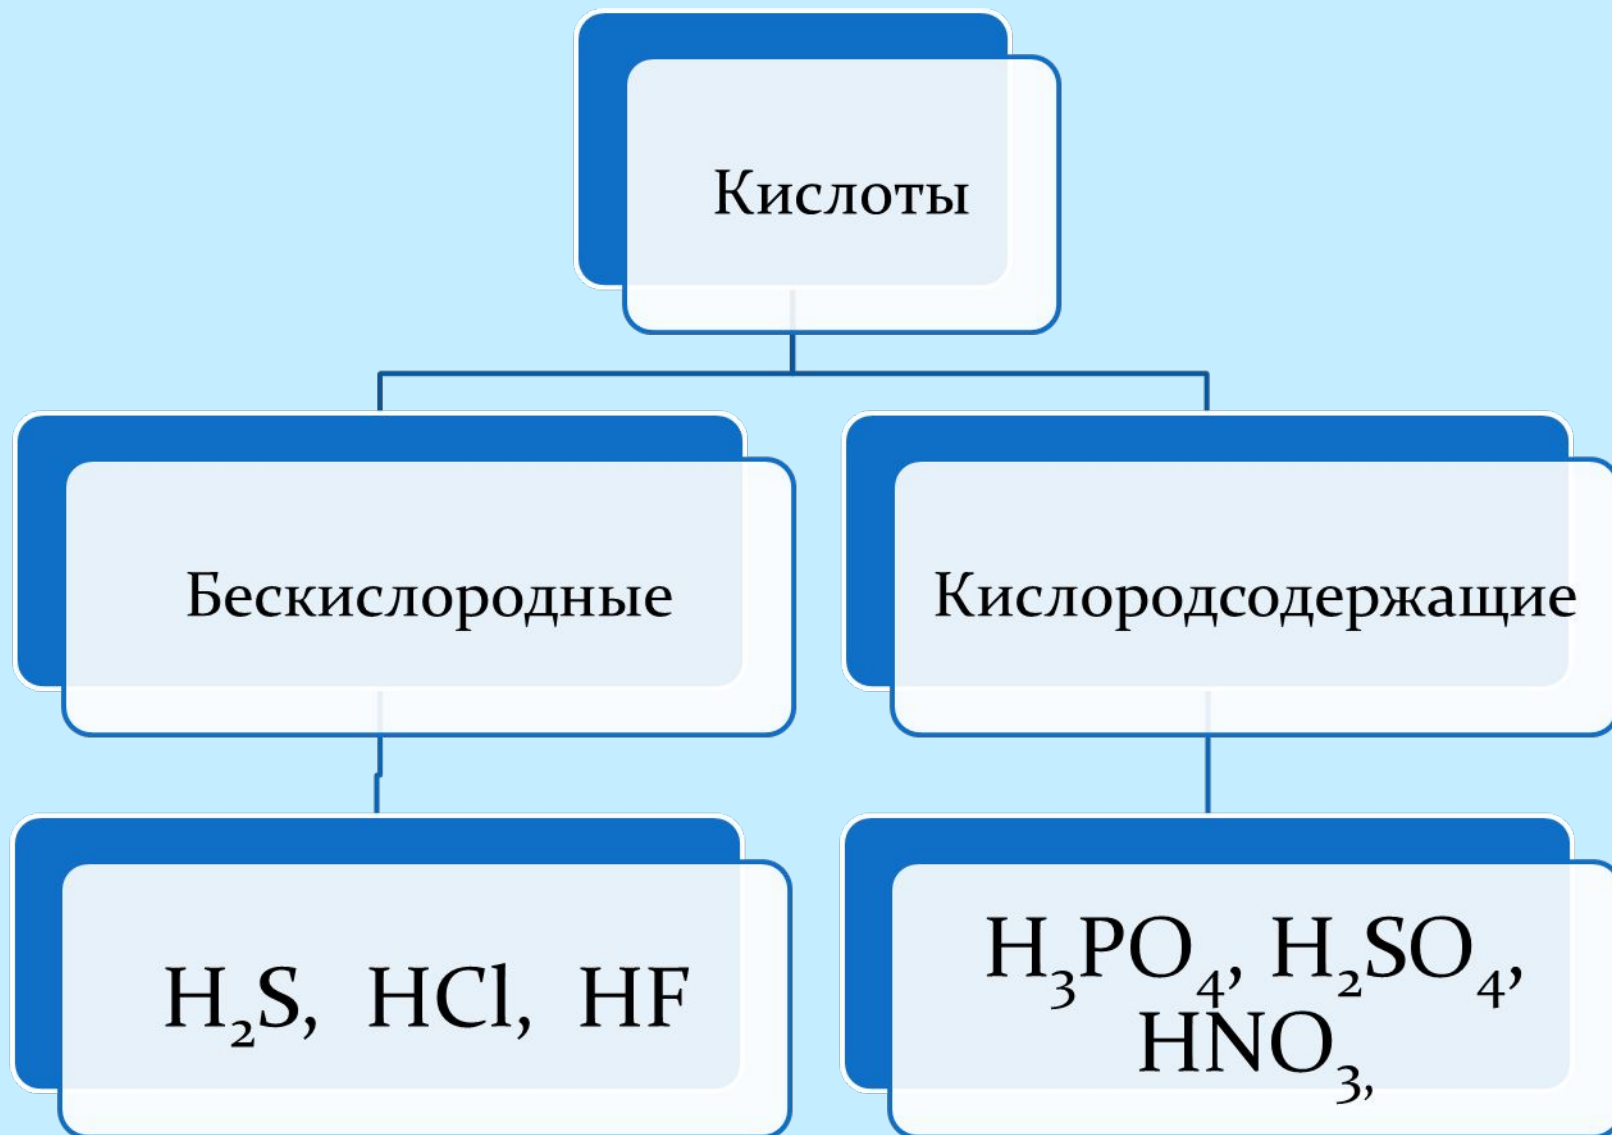 Кислоты
Бескислородные
Кислородсодержащие
H₂S, HCl, HF
H₃PO₄, H₂SO₄,
HNO₃,